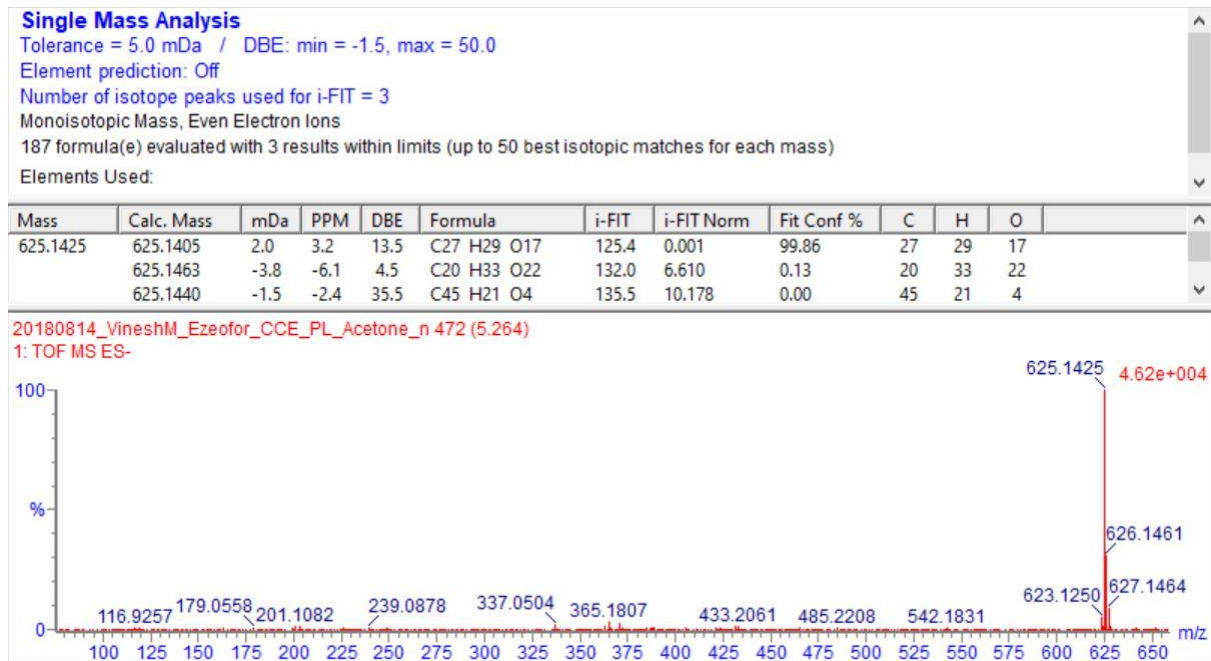 Single Mass Analysis
Tolerance = 5.0 mDa / DBE: min = -1.5, max = 50.0
Element prediction: Off
Number of isotope peaks used for i-FIT = 3
Monoisotopic Mass, Even Electron Ions
187 formula(e) evaluated with 3 results within limits (up to 50 best isotopic matches for each mass)
Elements Used:
Mass Calc. Mass mDa PPM DBE Formula i-FIT i-FIT Norm Fit Conf % C H O
625.1425 625.1405 2.0 3.2 13.5 C27 H29 O17 125.4 0.001 99.86 27 29 17
625.1463 -3.8 -6.1 4.5 C20 H33 O22 132.0 6.610 0.13 20 33 22
625.1440 -1.5 -2.4 35.5 C45 H21 O4 135.5 10.178 0.00 45 21 4
20180814_VineshM_Ezeofor_CCE_PL_Acetone_n 472 (5.264)
1: TOF MS ES-
625.1425 4.62e+004
100
%
626.1461
623.1250 627.1464
116.9257 179.0558 201.1082 239.0878 337.0504 365.1807 433.2061 485.2208 542.1831
0
m/z
100 125 150 175 200 225 250 275 300 325 350 375 400 425 450 475 500 525 550 575 600 625 650